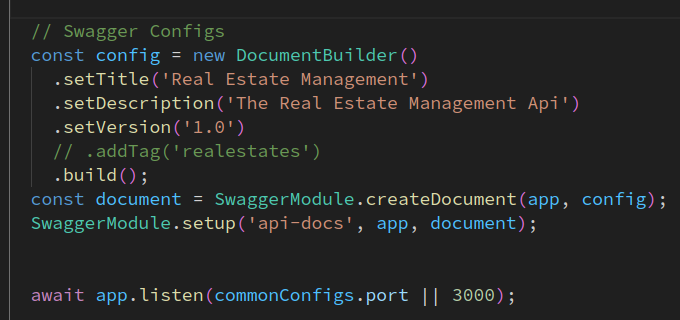 // Swagger Configs
const config = new DocumentBuilder()
.setTitle('Real Estate Management')
.setDescription('The Real Estate Management Api')
.setVersion('1.0')
// .addTag('realestates')
.build();
const document = SwaggerModule.createDocument(app, config);
SwaggerModule.setup('api-docs', app, document);
await app.listen(commonConfigs.port || 3000);